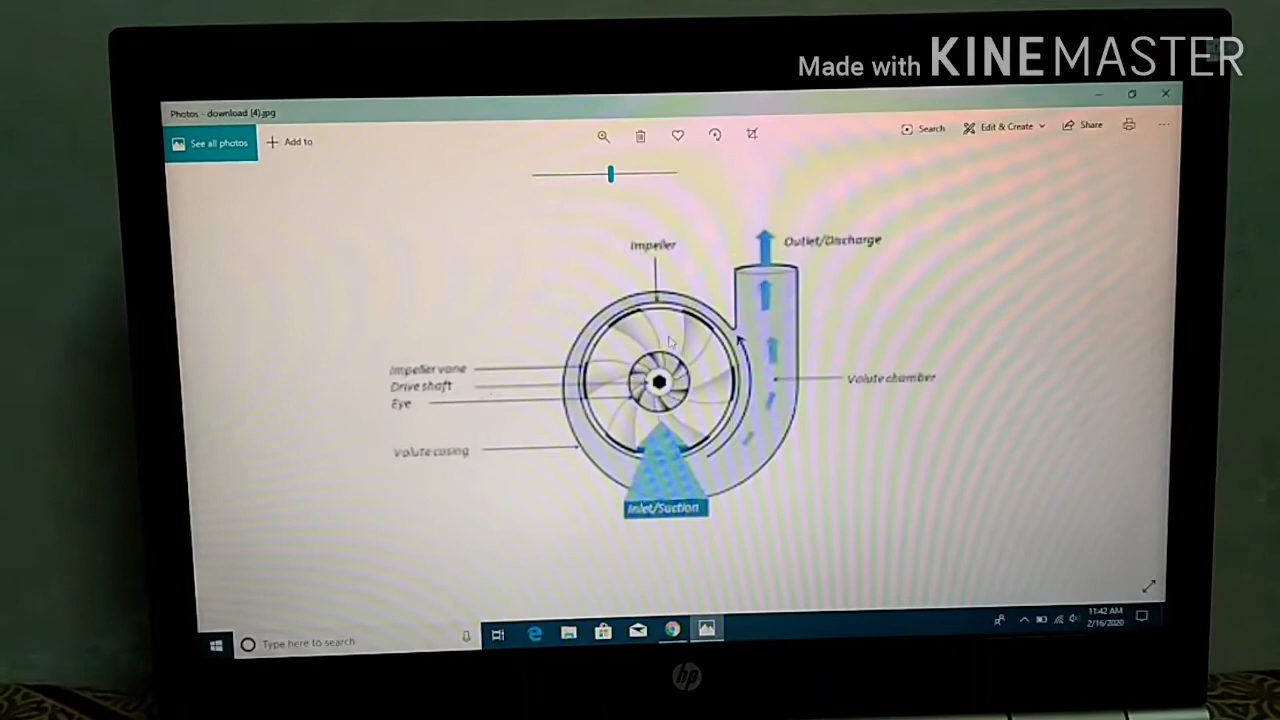 Made with KINEMASTER
Photos - download (4).jpg
See all photos
Add to
Search
Edit & Create
Share
Impeller
Outlet/Discharge
Impeller vane
Drive shaft
Eye
Volute chamber
Volute casing
Inlet/Suction
Type here to search
11:42 AM
2/16/2020
hp